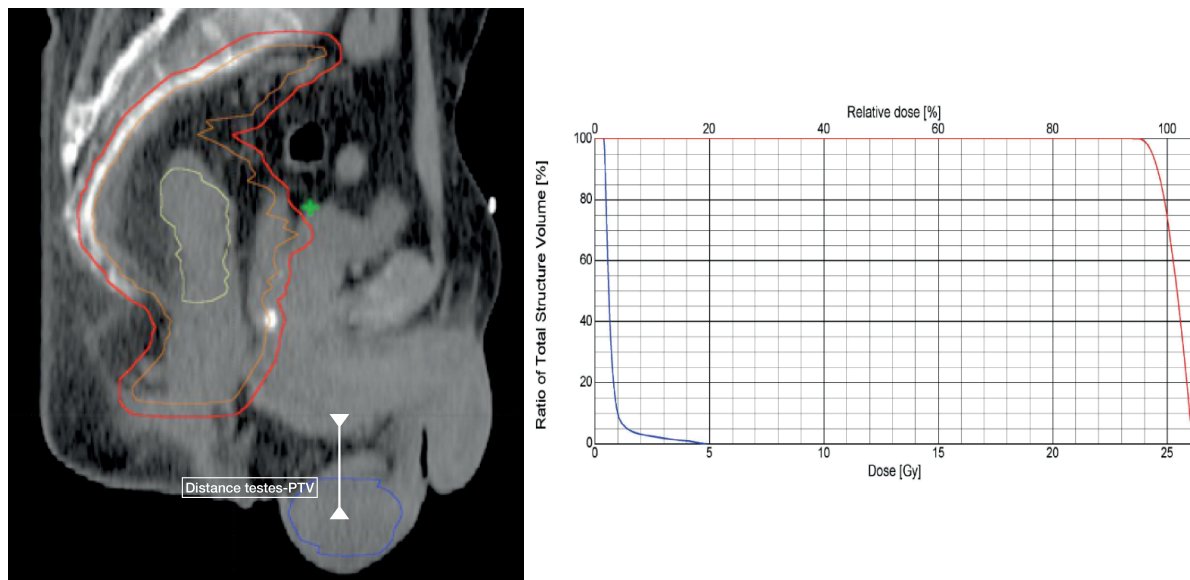 Distance testes-PTV
Relative dose [%]
0 20 40 60 80 100
Ratio of Total Structure Volume [%]
100
80
60
40
20
0
0 5 10 15 20 25
Dose [Gy]